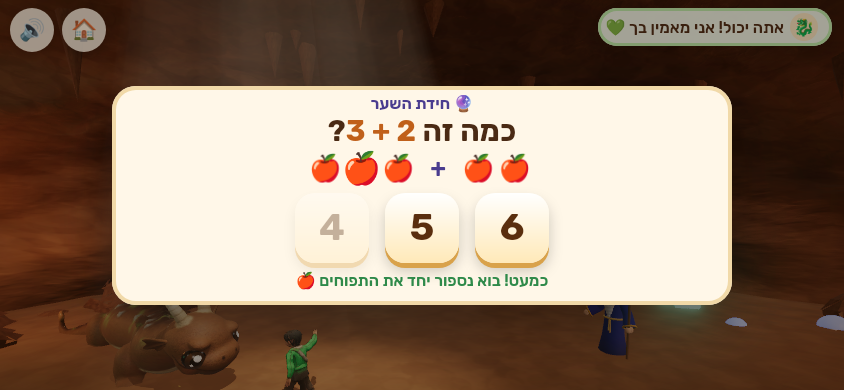 אתה יכול! אני מאמין בך 💚
🔮 חידת השער
כמה זה 2 + 3?
+
6 5 4
כמעט! בוא נספור יחד את התפוחים 🍎